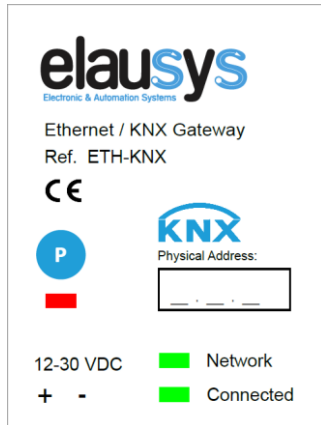 elausys
Electronic & Automation Systems
Ethernet / KNX Gateway
Ref. ETH-KNX
CE
KNX
P
Physical Address:
__ . __ . __
12-30 VDC
Network
+ -
Connected